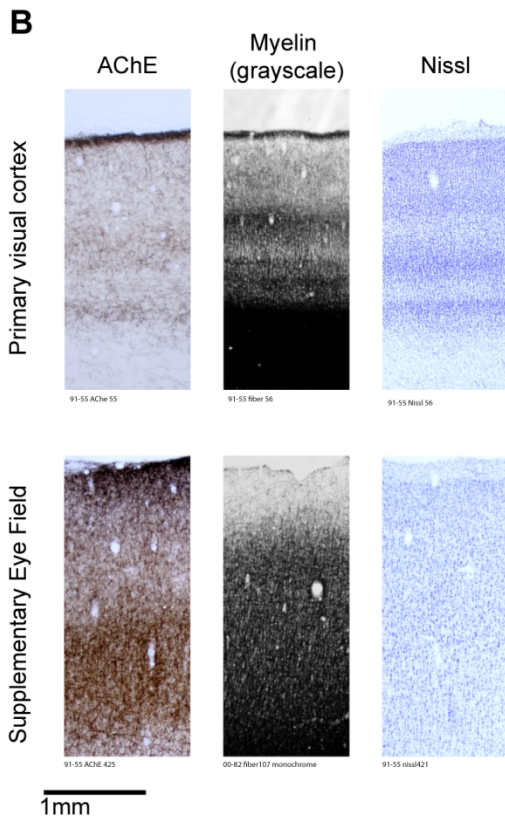 B
AChE
Myelin
(grayscale)
Nissl
Primary visual cortex
91-55 AChe 55
91-55 fiber 56
91-55 Nissl 56
Supplementary Eye Field
91-55 AChE 425
00-82 fiber107 monochrome
91-55 nissl421
1mm